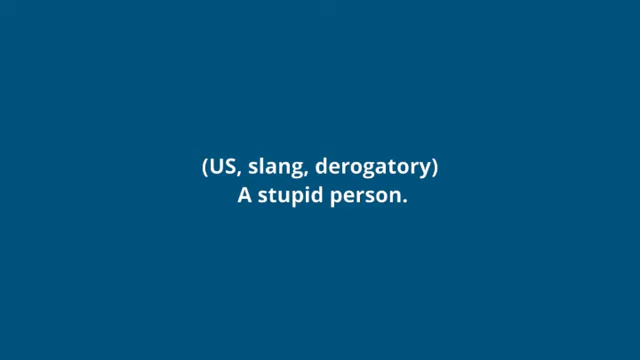 (US, slang, derogatory)
A stupid person.